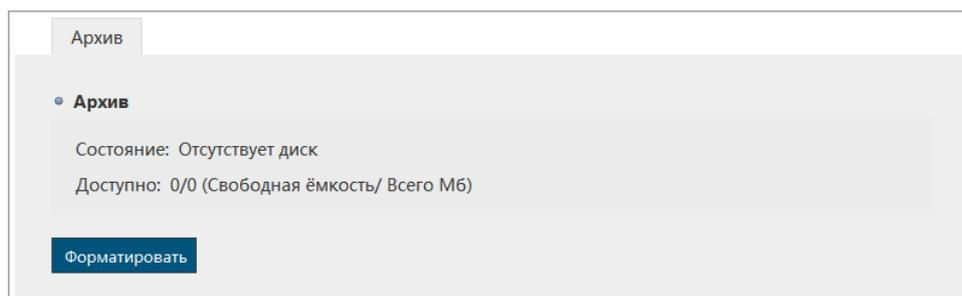 Архив
Архив
Состояние: Отсутствует диск
Доступно: 0/0 (Свободная ёмкость/ Всего Мб)
Форматировать